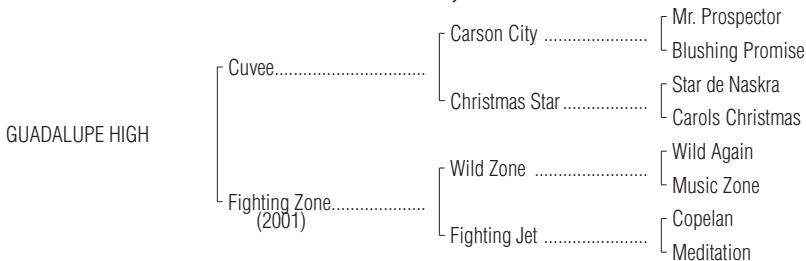 Mr. Prospector
Carson City ......................
Blushing Promise
Cuvee...............................
Star de Naskra
Christmas Star..................
Carols Christmas
GUADALUPE HIGH
Wild Again
Wild Zone ........................
Music Zone
Fighting Zone....................
(2001)
Copelan
Fighting Jet ......................
Meditation